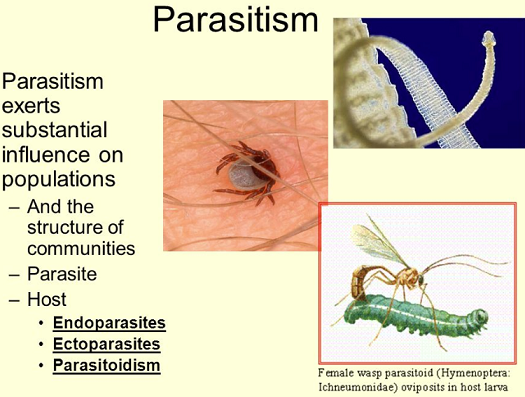 Parasitism
Parasitism
exerts
substantial
influence on
populations
– And the
structure of
communities
– Parasite
– Host
• Endoparasites
• Ectoparasites
• Parasitoidism
Female wasp parasitoid (Hymenoptera:
Ichneumonidae) oviposits in host larva